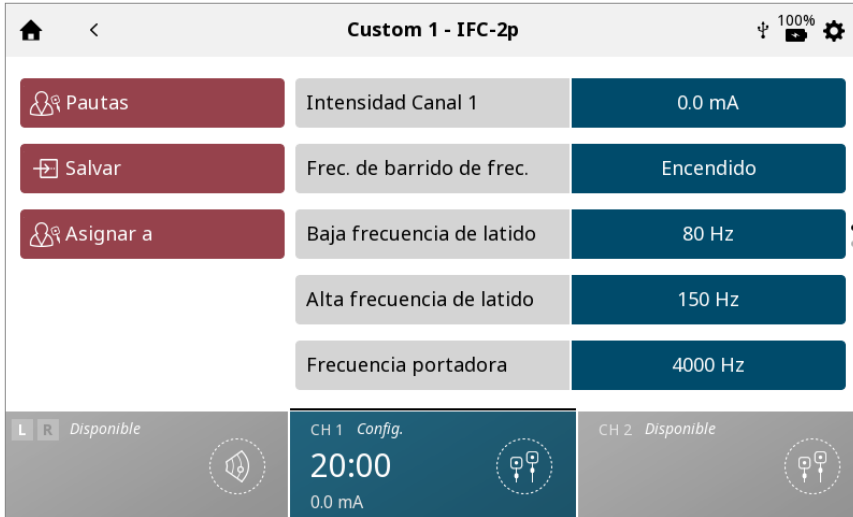 Custom 1 - IFC-2p
100%
Pautas
Intensidad Canal 1
0.0 mA
Salvar
Frec. de barrido de frec.
Encendido
Asignar a
Baja frecuencia de latido
80 Hz
Alta frecuencia de latido
150 Hz
Frecuencia portadora
4000 Hz
L R Disponible
CH 1 Config.
20:00
0.0 mA
CH 2 Disponible